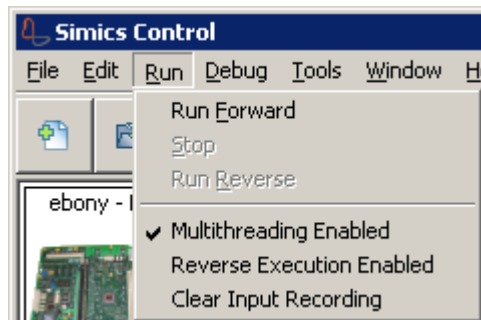 Simics Control
File Edit Run Debug Tools Window
Run Forward
Stop
Run Reverse
ebony -
Multithreading Enabled
Reverse Execution Enabled
Clear Input Recording